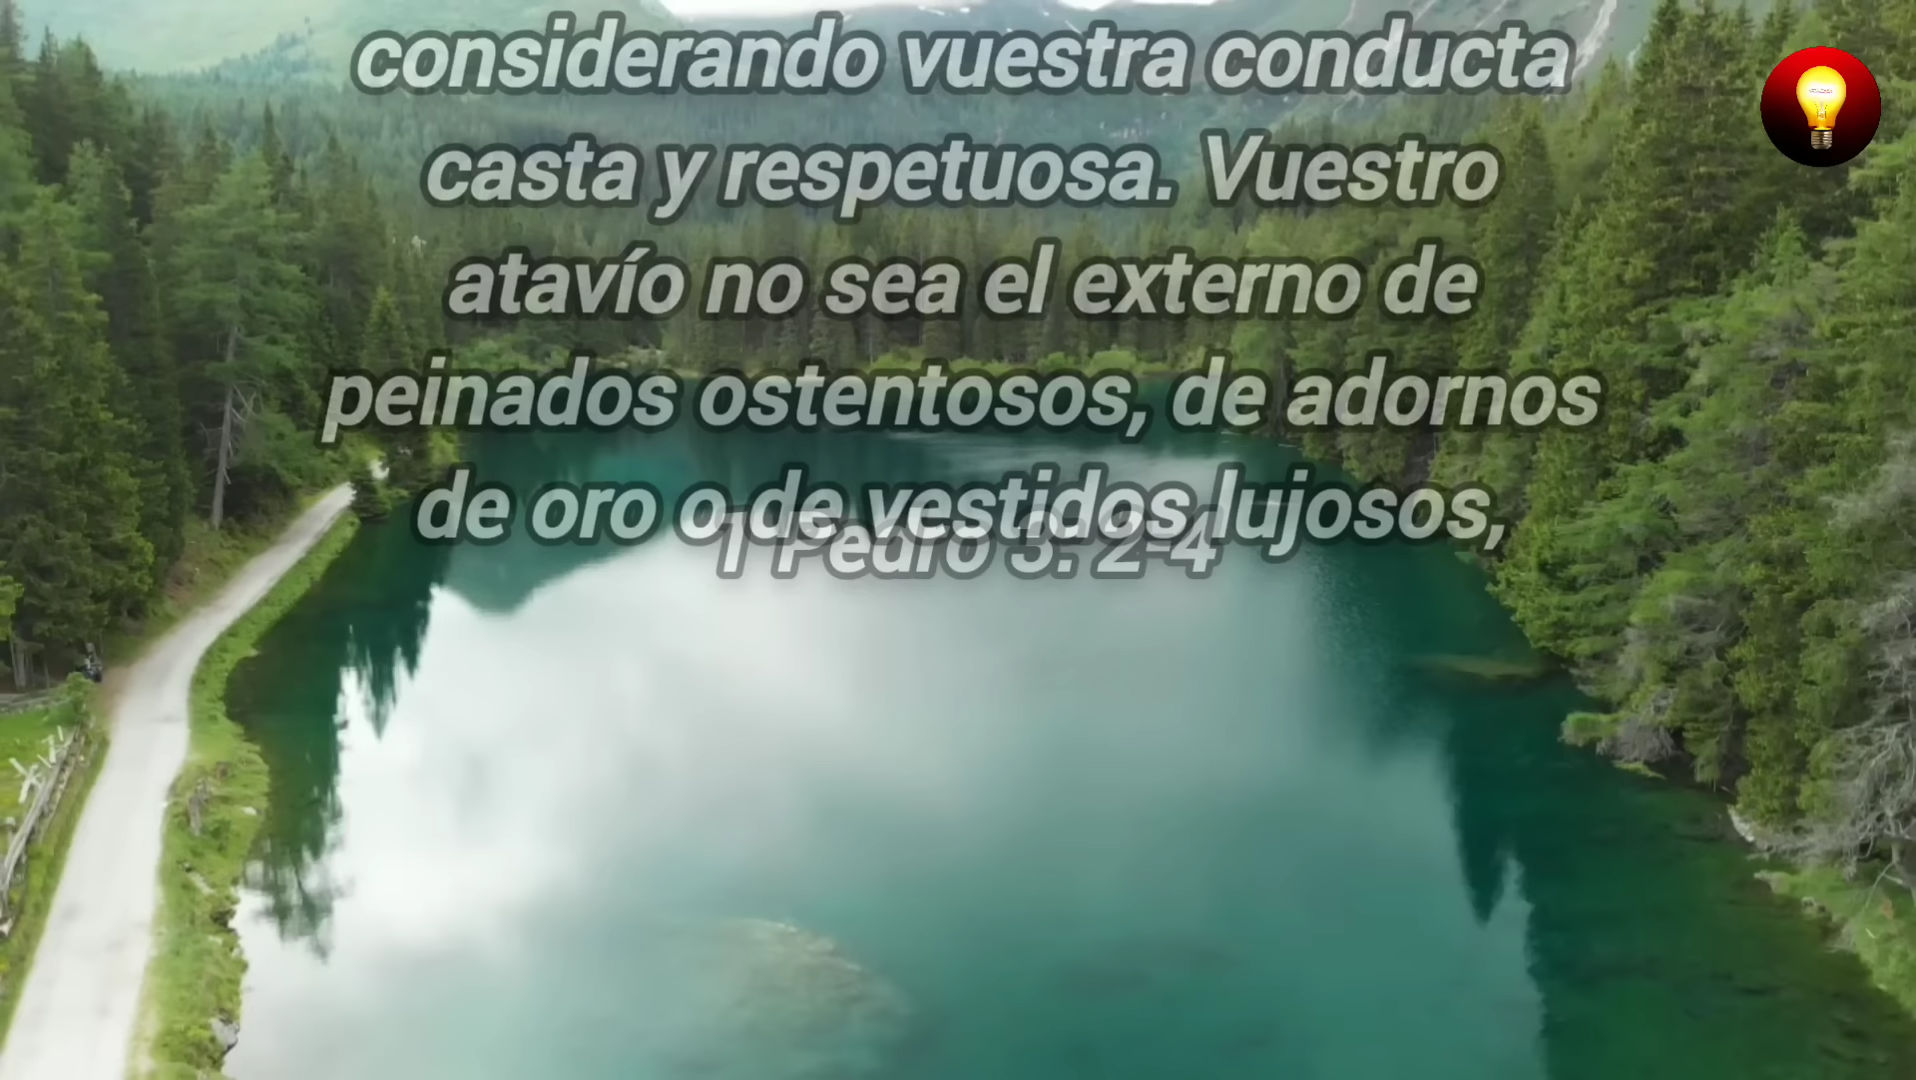 considerando vuestra conducta
casta y respetuosa. Vuestro
atavío no sea el externo de
peinados ostentosos, de adornos
de oro o de vestidos lujosos,
1 Pedro 3: 2-4